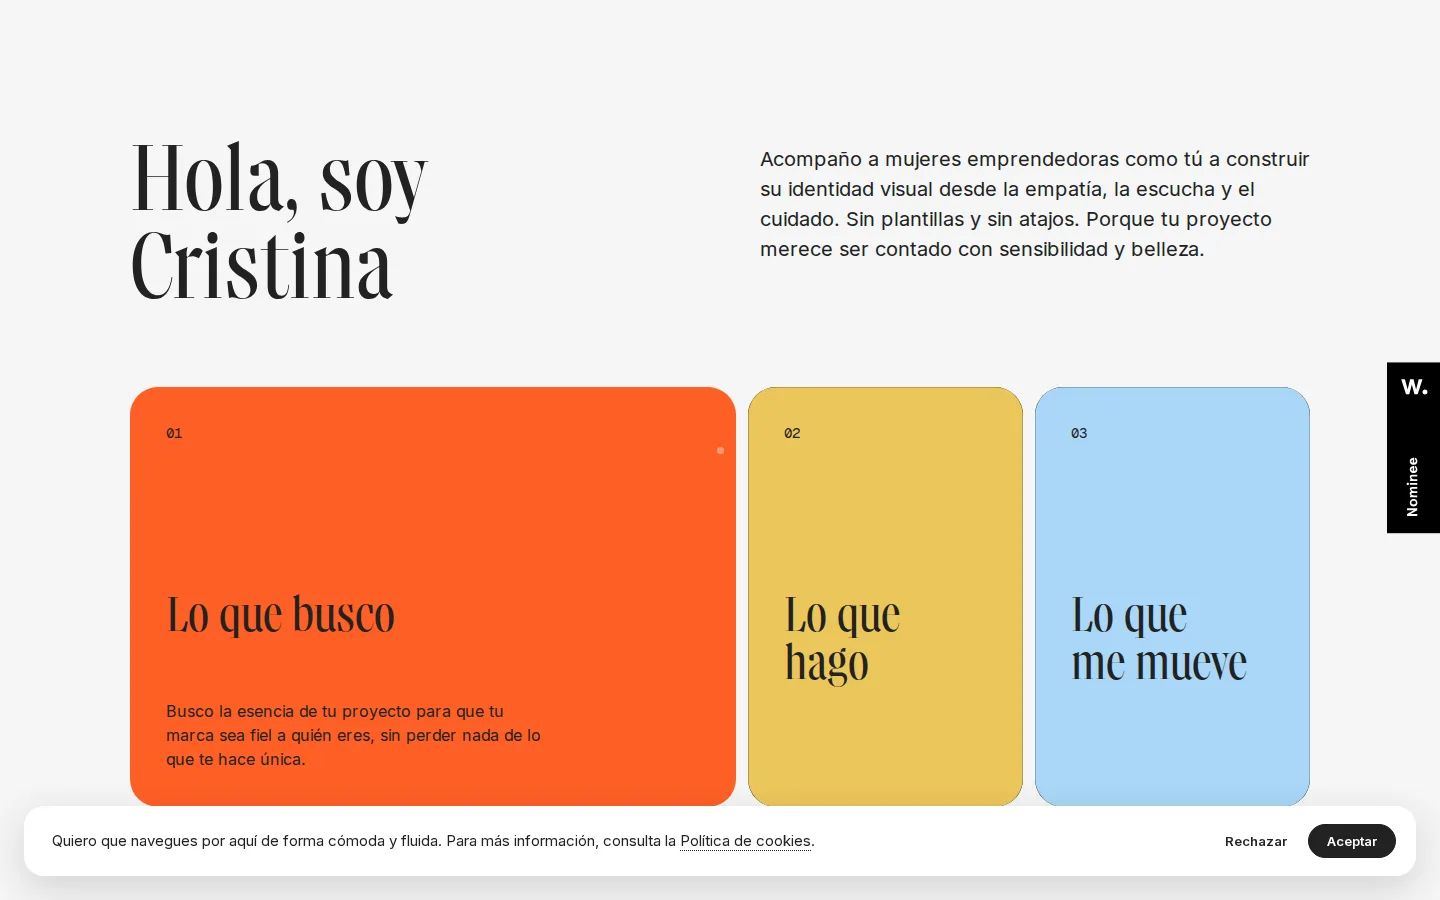 Hola, soy
Cristina
Acompaño a mujeres emprendedoras como tú a construir
su identidad visual desde la empatía, la escucha y el
cuidado. Sin plantillas y sin atajos. Porque tu proyecto
merece ser contado con sensibilidad y belleza.
01
Lo que busco
Busco la esencia de tu proyecto para que tu
marca sea fiel a quién eres, sin perder nada de lo
que te hace única.
02
Lo que
hago
03
Lo que
me mueve
W.
Nominee
Quiero que navegues por aquí de forma cómoda y fluida. Para más información, consulta la Política de cookies.
Rechazar
Aceptar